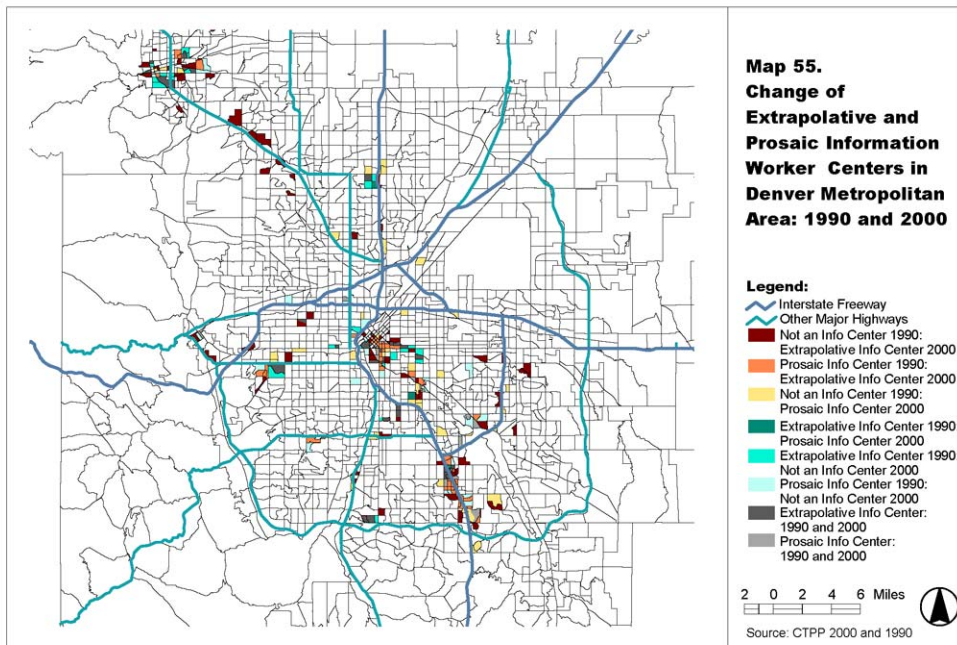 Map 55.
Change of
Extrapolative and
Prosaic Information
Worker Centers in
Denver Metropolitan
Area: 1990 and 2000
Legend:
Interstate Freeway
Other Major Highways
Not an Info Center 1990:
Extrapolative Info Center 2000
Prosaic Info Center 1990:
Extrapolative Info Center 2000
Not an Info Center 1990:
Prosaic Info Center 2000
Extrapolative Info Center 1990
Prosaic Info Center 2000
Extrapolative Info Center 1990
Not an Info Center 2000
Prosaic Info Center 1990:
Not an Info Center 2000
Extrapolative Info Center:
1990 and 2000
Prosaic Info Center:
1990 and 2000
2 0 2 4 6 Miles
Source: CTPP 2000 and 1990